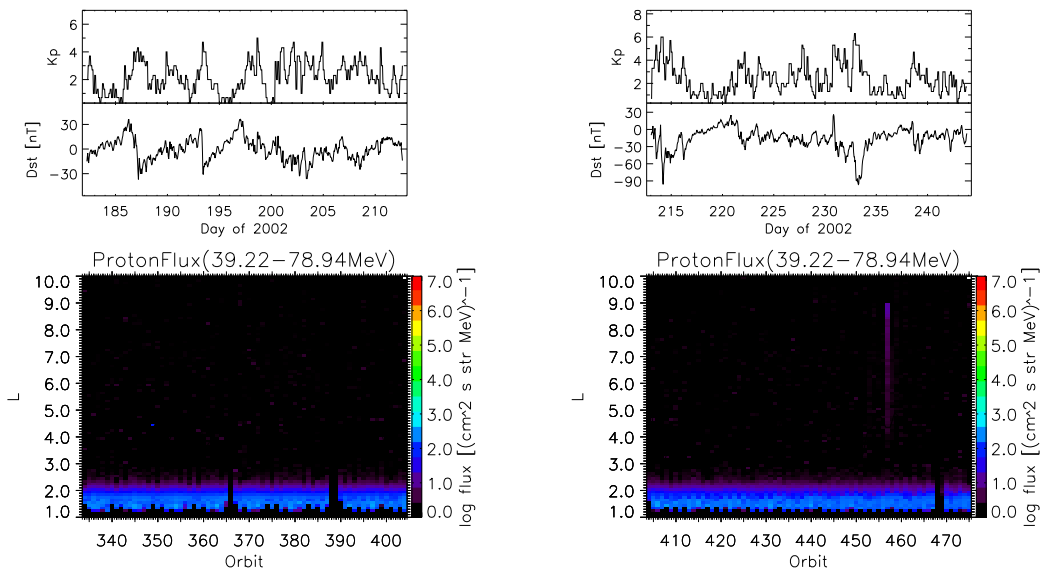 6
4
2
Kp
30
0
−30
Dst [nT]
185 190 195 200 205 210
Day of 2002
8
6
4
2
Kp
30
0
−30
−60
−90
Dst [nT]
215 220 225 230 235 240
Day of 2002
ProtonFlux(39.22−78.94MeV)
10.0
9.0
8.0
7.0
6.0
5.0
4.0
3.0
2.0
1.0
L
340 350 360 370 380 390 400
Orbit
7.0
6.0
5.0
4.0
3.0
2.0
1.0
0.0
log flux [(cm^2 s str MeV)^−1]
ProtonFlux(39.22−78.94MeV)
10.0
9.0
8.0
7.0
6.0
5.0
4.0
3.0
2.0
1.0
L
410 420 430 440 450 460 470
Orbit
7.0
6.0
5.0
4.0
3.0
2.0
1.0
0.0
log flux [(cm^2 s str MeV)^−1]